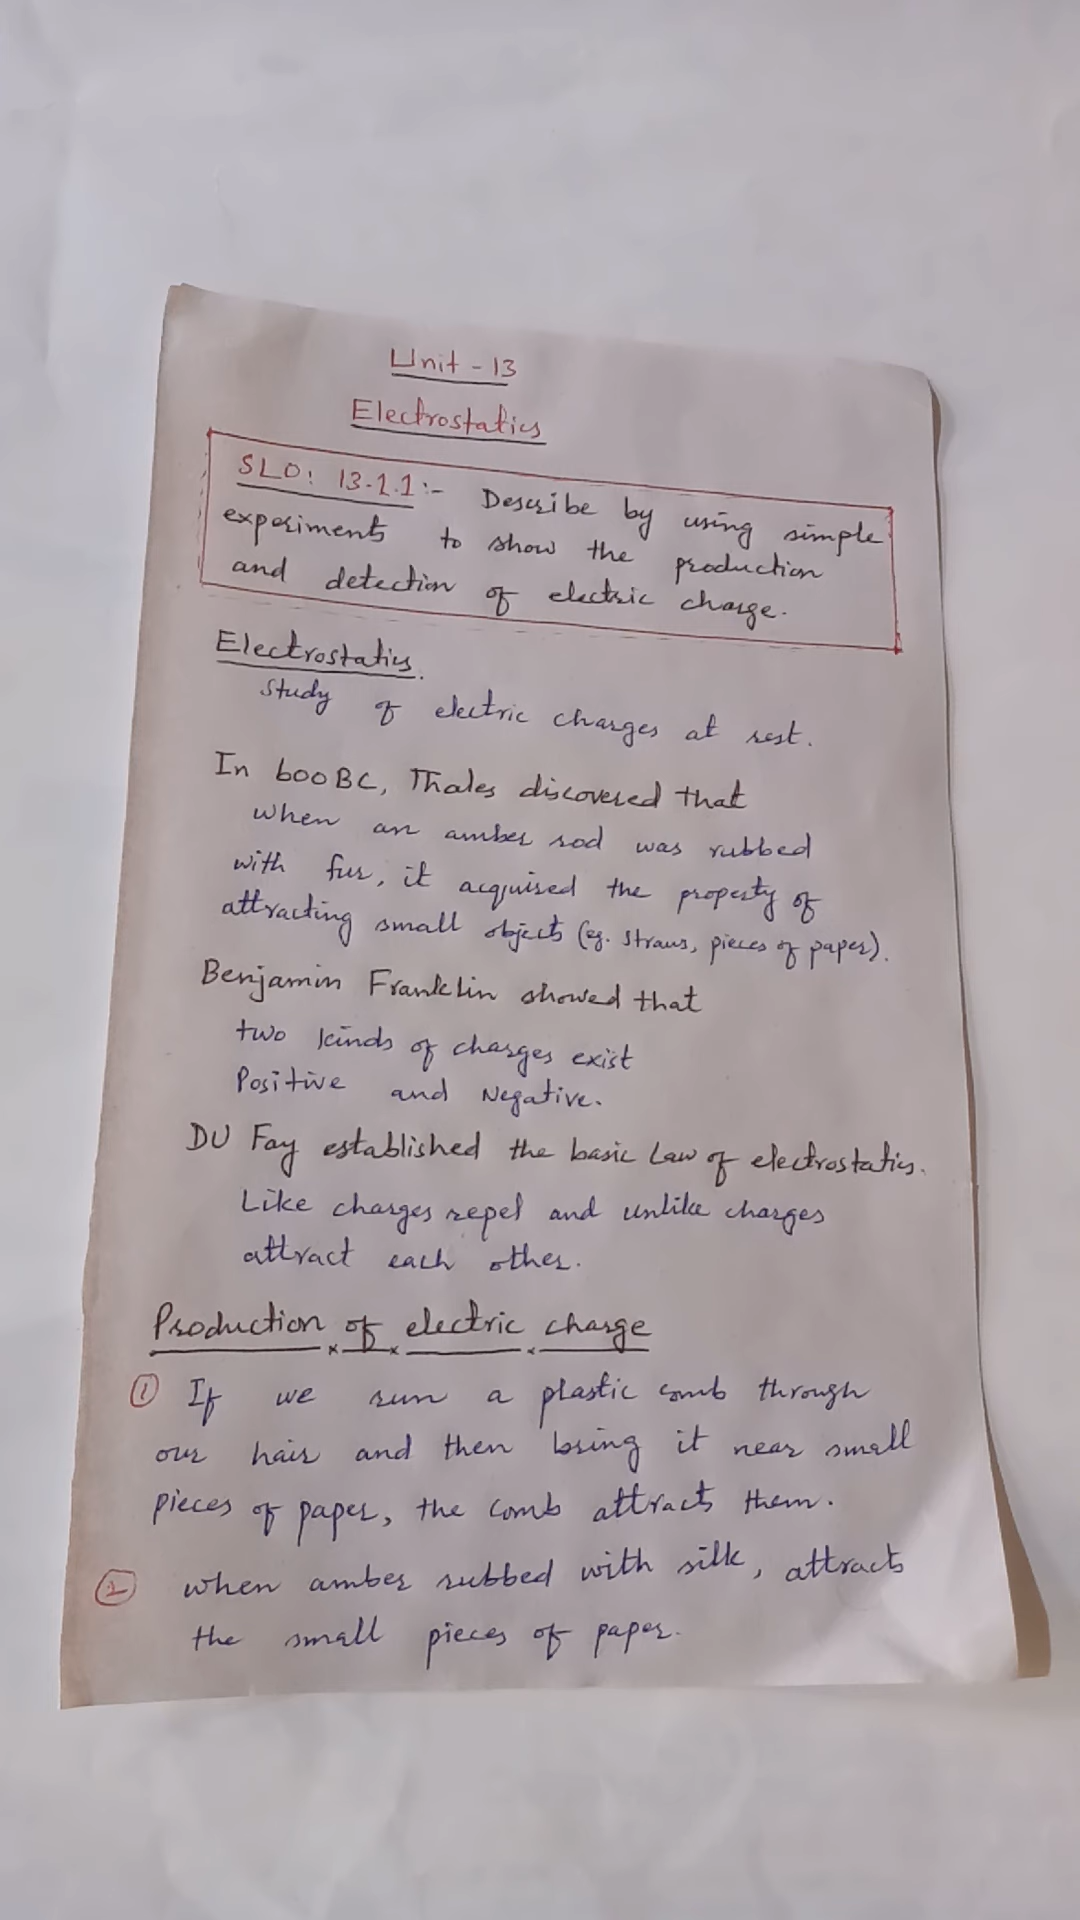 Unit - 13
Electrostatics
SLO: 13.1.1:- Describe by using simple
experiments to show the production
and detection of electric charge.
Electrostatics.
Study of electric charges at rest.
In 600 BC, Thales discovered that
when an amber rod was rubbed
with fur, it acquired the property of
attracting small objects (eg. straws, pieces of paper).
Benjamin Franklin showed that
two kinds of charges exist
Positive and Negative.
DU Fay established the basic Law of electrostatics.
Like charges repel and unlike charges
attract each other.
Production of electric charge
① If we run a plastic comb through
our hair and then bring it near small
pieces of paper, the comb attracts them.
② when amber rubbed with silk, attracts
the small pieces of paper.